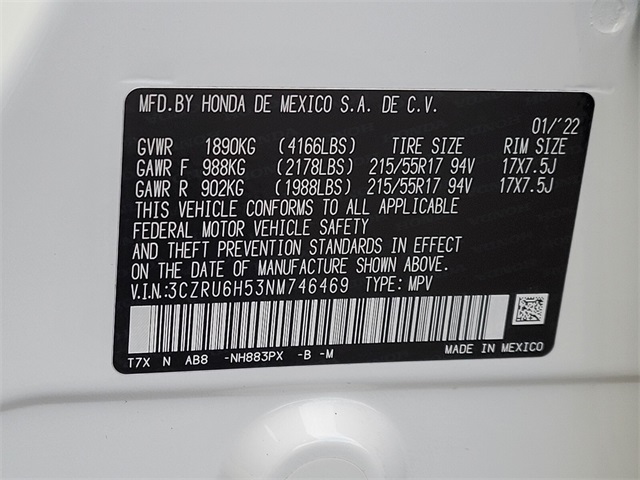 MFD.BY HONDA DE MEXICO S.A. DE C.V.
01/'22
GVWR 1890KG (4166LBS) TIRE SIZE RIM SIZE
GAWR F 988KG (2178LBS) 215/55R17 94V 17X7.5J
GAWR R 902KG (1988LBS) 215/55R17 94V 17X7.5J
THIS VEHICLE CONFORMS TO ALL APPLICABLE
FEDERAL MOTOR VEHICLE SAFETY
AND THEFT PREVENTION STANDARDS IN EFFECT
ON THE DATE OF MANUFACTURE SHOWN ABOVE.
V.I.N:3CZRU6H53NM746469 TYPE: MPV
T7X N AB8 -NH883PX -B -M MADE IN MEXICO